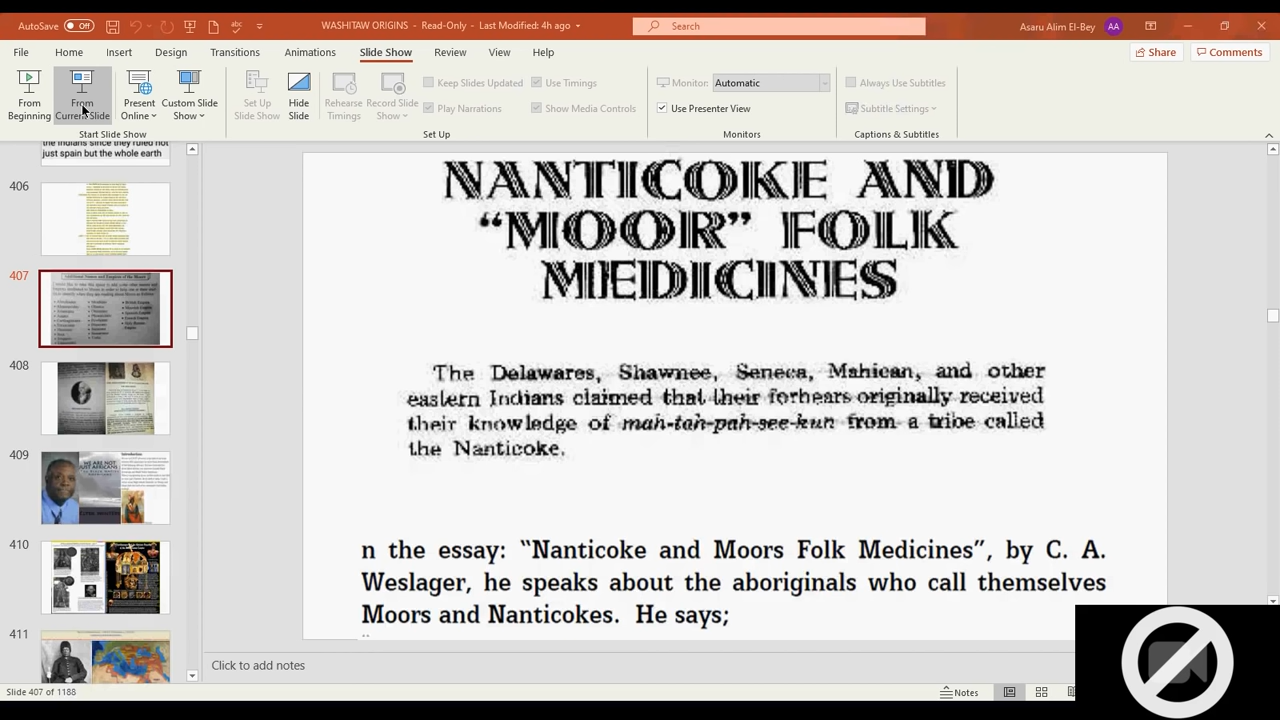 AutoSave Off
WASHITAW ORIGINS - Read-Only - Last Modified: 4h ago
Search
Asaru Alim El-Bey AA
File Home Insert Design Transitions Animations Slide Show Review View Help
Share Comments
From Beginning
From Current Slide
Present Online
Custom Slide Show
Set Up Slide Show
Hide Slide
Rehearse Timings
Record Slide Show
Keep Slides Updated
Play Narrations
Use Timings
Show Media Controls
Monitor: Automatic
Use Presenter View
Always Use Subtitles
Subtitle Settings
Start Slide Show
Set Up
Monitors
Captions & Subtitles
the Indians since they ruled not
just spain but the whole earth
406
407
408
409
410
411
NANTICOKE AND
“MOOR” FOLK
MEDICINES
The Delawares, Shawnee, Seneca, Mahican, and other
eastern Indians claimed that their forbears originally received
their knowledge of mah-tah-pah-see-kun from a tribe called
the Nanticoke.
n the essay: “Nanticoke and Moors Folk Medicines”, by C. A.
Weslager, he speaks about the aboriginals who call themselves
Moors and Nanticokes. He says;
Click to add notes
Slide 407 of 1188
Notes